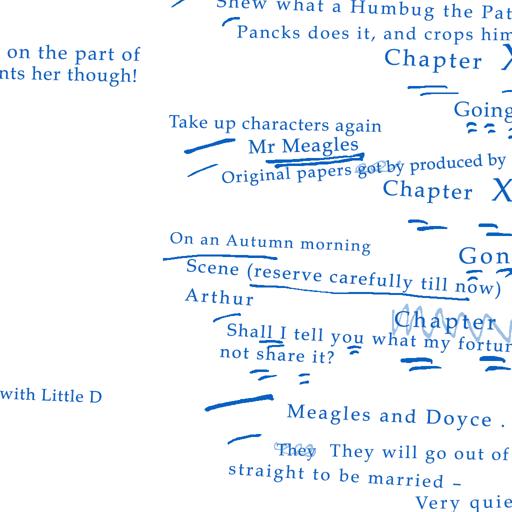 Shew what a Humbug the Pat
Pancks does it, and crops him
on the part of
nts her though!
Chapter X
Going
Take up characters again
Mr Meagles
Original papers got by produced by
Chapter X
On an Autumn morning
Gon
Scene (reserve carefully till now)
Arthur
Chapter
Shall I tell you what my fortun
not share it?
with Little D
Meagles and Doyce .
They They will go out of
straight to be married –
Very quie